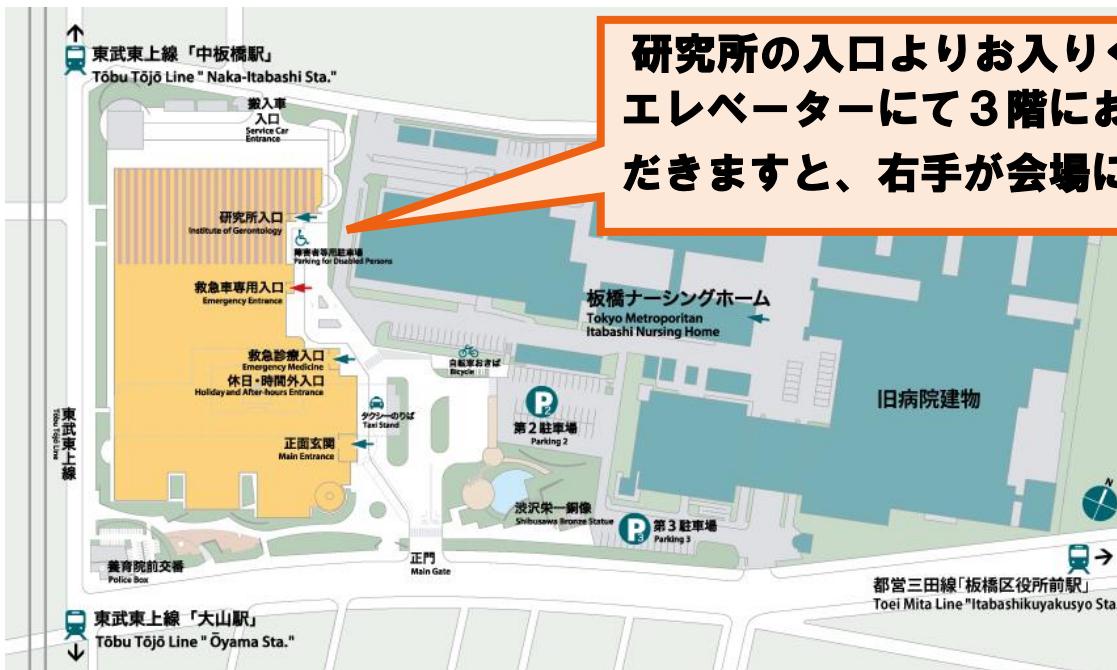 東武東上線「中板橋駅」
Tōbu Tōjō Line " Naka-Itabashi Sta."
研究所の入口よりお入りく
エレベーターにて３階にお
だきますと、右手が会場に
搬入車
入口
Service Car
Entrance
研究所入口
Institute of Gerontology
障害者等用駐車場
Parking for Disabled Persons
救急車専用入口
Emergency Entrance
板橋ナーシングホーム
Tokyo Metroporitan
Itabashi Nursing Home
救急診療入口
Emergency Medicine
休日・時間外入口
Holiday and After-hours Entrance
自転車おきば
Bicycle
旧病院建物
タクシーのりば
Taxi Stand
P2
第２駐車場
Parking 2
東武東上線
Tōbu Tōjō Line
正面玄関
Main Entrance
渋沢栄一銅像
Shibusawa Bronze Statue
P3
第３駐車場
Parking 3
N
正門
Main Gate
養育院前交番
Police Box
都営三田線「板橋区役所前駅」
Toei Mita Line "Itabashikuyakusyo Sta
東武東上線「大山駅」
Tōbu Tōjō Line " Ōyama Sta."